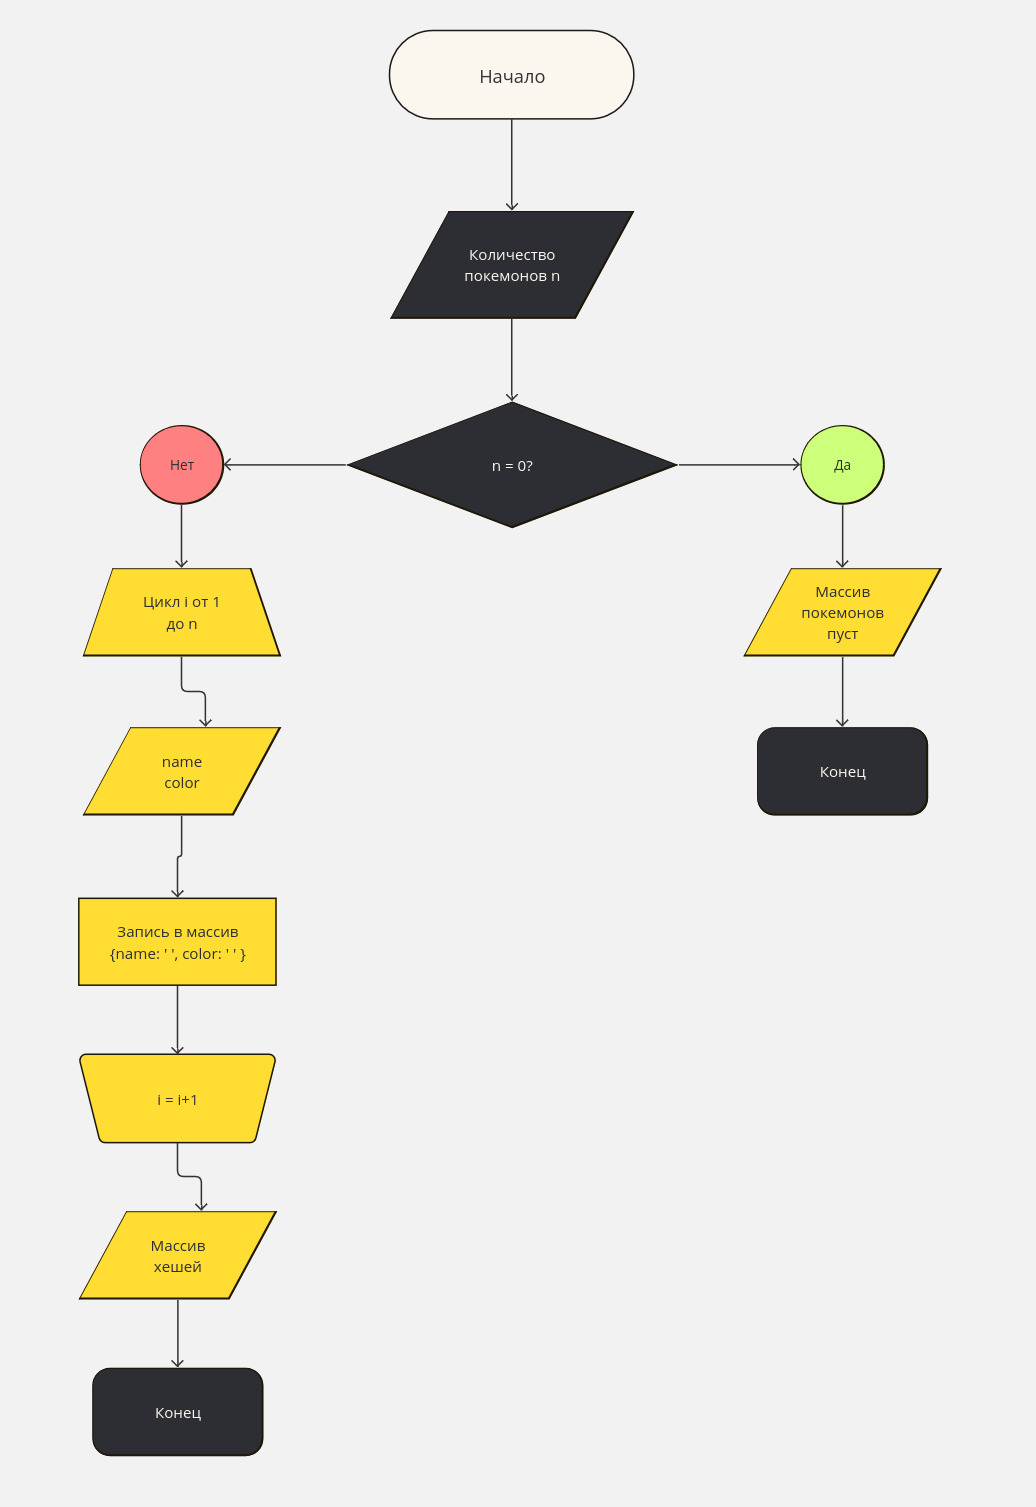 Начало
Количество
покемонов n
n = 0?
Нет
Да
Цикл i от 1
до n
Массив
покемонов
пуст
name
color
Конец
Запись в массив
{name: ' ', color: ' ' }
i = i+1
Массив
хешей
Конец